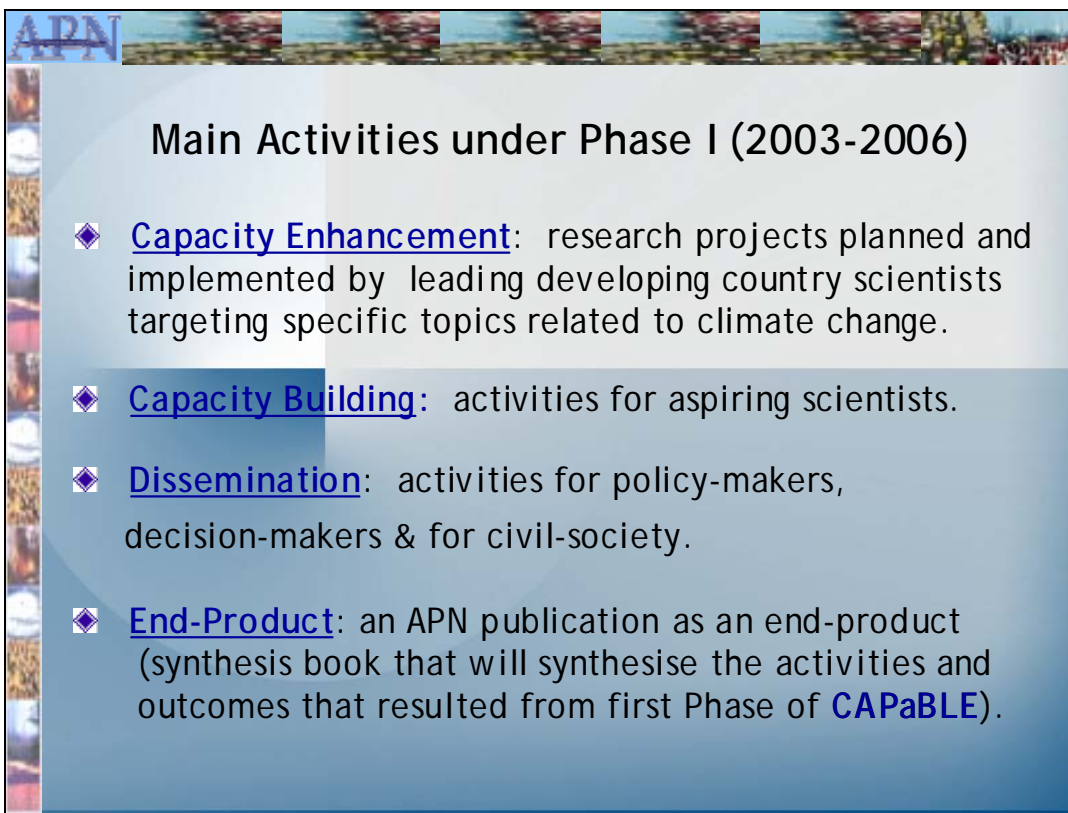 APN
Main Activities under Phase I (2003-2006)
Capacity Enhancement: research projects planned and
implemented by leading developing country scientists
targeting specific topics related to climate change.
Capacity Building: activities for aspiring scientists.
Dissemination: activities for policy-makers,
decision-makers & for civil-society.
End-Product: an APN publication as an end-product
(synthesis book that will synthesise the activities and
outcomes that resulted from first Phase of CAPaBLE).